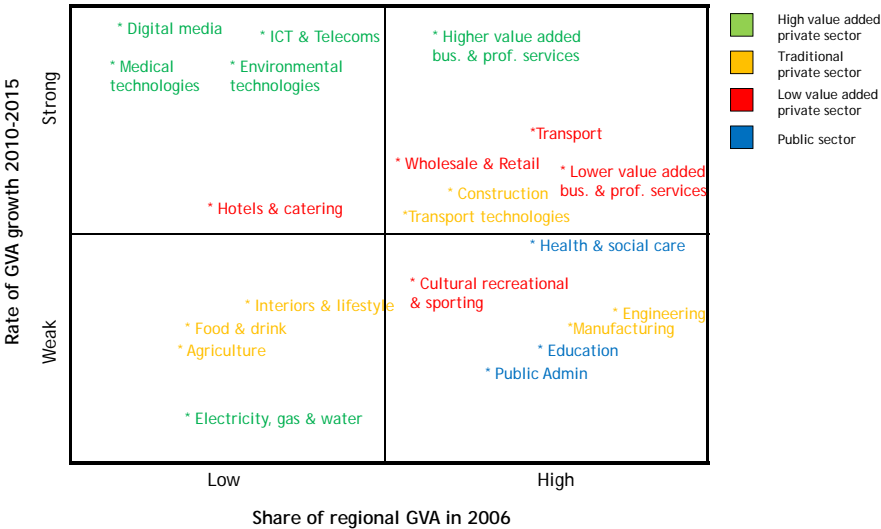 * Digital media
* ICT & Telecoms
* Higher value added
bus. & prof. services
* Medical
technologies
* Environmental
technologies
*Transport
* Wholesale & Retail
* Lower value added
bus. & prof. services
* Construction
*Transport technologies
* Hotels & catering
* Health & social care
* Cultural recreational
& sporting
* Interiors & lifestyle
* Engineering
* Food & drink
*Manufacturing
* Agriculture
* Education
* Public Admin
* Electricity, gas & water
Rate of GVA growth 2010-2015
Strong
Weak
Low
High
Share of regional GVA in 2006
High value added
private sector
Traditional
private sector
Low value added
private sector
Public sector